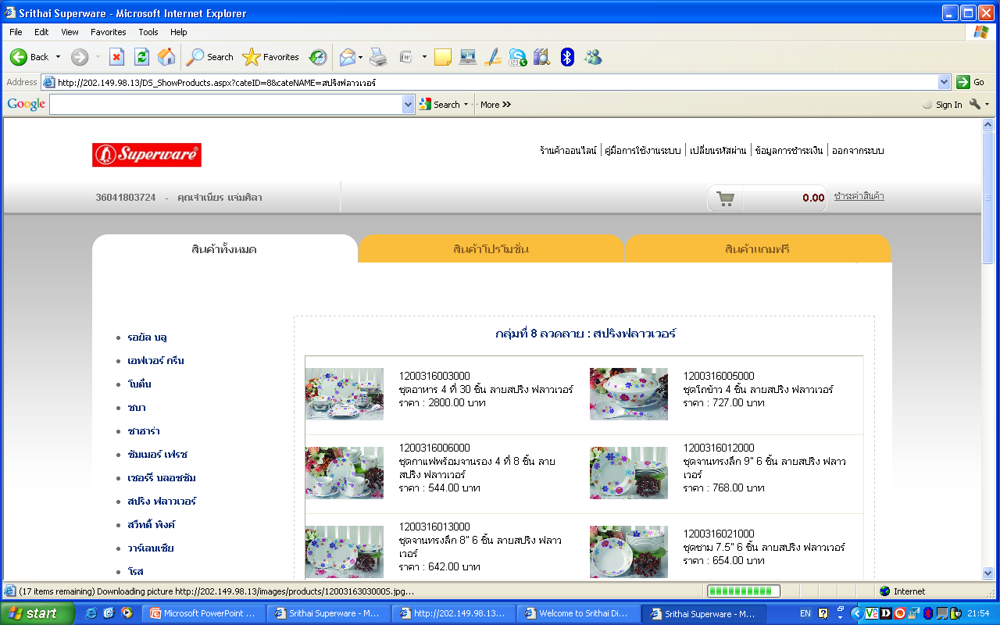 Srithai Superware - Microsoft Internet Explorer
File Edit View Favorites Tools Help
Back Search Favorites
Address http://202.149.98.13/DS_ShowProducts.aspx?cateID=8&cateNAME=สปริงฟลาวเวอร์ Go
Google Search More Sign In
Superware®
ร้านค้าออนไลน์ คู่มือการใช้งานระบบ เปลี่ยนรหัสผ่าน ข้อมูลการชำระเงิน ออกจากระบบ
36041803724 - คุณจำเนียร แจ่มศิลา 0.00 ชำระค่าสินค้า
สินค้าทั้งหมด สินค้าโปรโมชั่น สินค้าแถมฟรี
รอยัล บลู
เอฟเวอร์ กรีน
โบตั๋น
ชบา
ซาฮาร่า
ซัมเมอร์ เฟรช
เชอร์รี่ บลอซซัม
สปริง ฟลาวเวอร์
สวีทตี้ พิงค์
วาร์เลนเซีย
โรส
กลุ่มที่ 8 ลวดลาย : สปริงฟลาวเวอร์
1200316003000
ชุดอาหาร 4 ที่ 30 ชิ้น ลายสปริง ฟลาวเวอร์
ราคา : 2800.00 บาท
1200316005000
ชุดโถข้าว 4 ชิ้น ลายสปริง ฟลาวเวอร์
ราคา : 727.00 บาท
1200316006000
ชุดกาแฟพร้อมจานรอง 4 ที่ 8 ชิ้น ลาย
สปริง ฟลาวเวอร์
ราคา : 544.00 บาท
1200316012000
ชุดจานทรงลึก 9" 6 ชิ้น ลายสปริง ฟลาว
เวอร์
ราคา : 768.00 บาท
1200316013000
ชุดจานทรงลึก 8" 6 ชิ้น ลายสปริง ฟลาว
เวอร์
ราคา : 642.00 บาท
1200316021000
ชุดชาม 7.5" 6 ชิ้น ลายสปริง ฟลาวเวอร์
ราคา : 654.00 บาท
(17 items remaining) Downloading picture http://202.149.98.13/images/products/12003163030005.jpg... Internet
start Microsoft PowerPoint ... Srithai Superware - M... http://202.149.98.13... Welcome to Srithai Di... Srithai Superware - M... EN 21:54